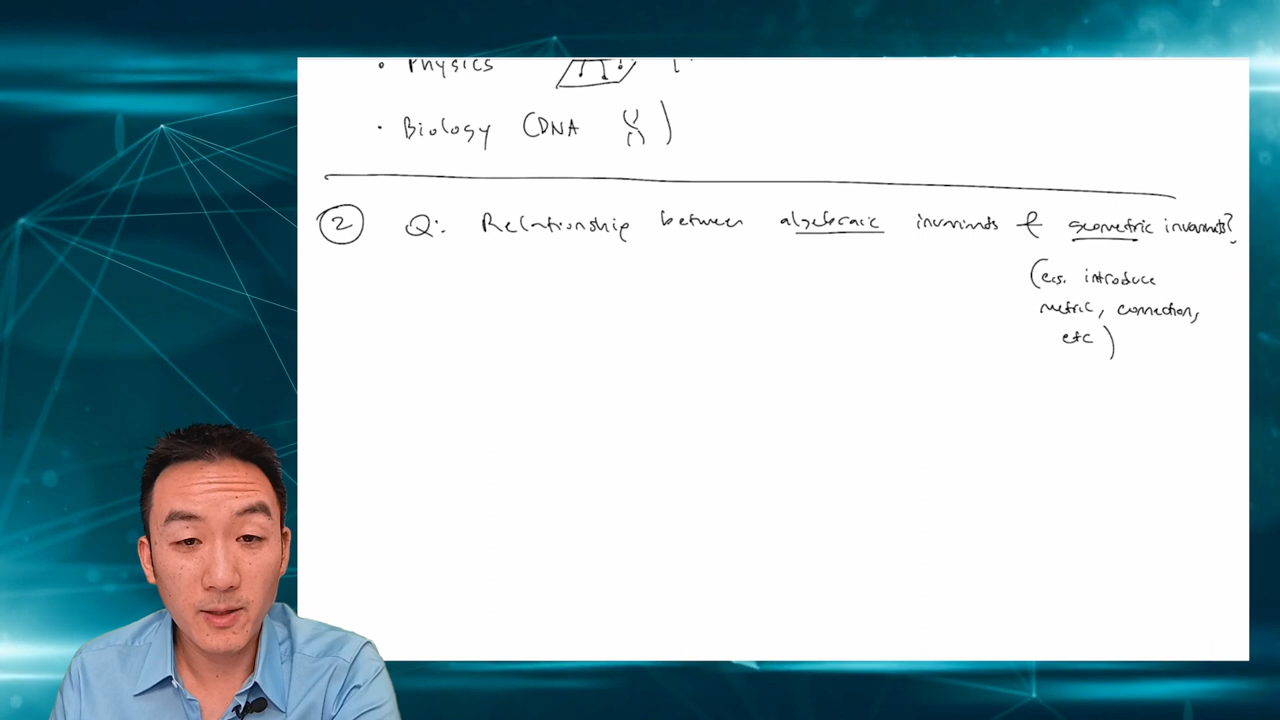 • Physics
• Biology (DNA )
② Q: Relationship between algebraic invariants & geometric invariants?
(e.g. introduce
metric, connection,
etc)